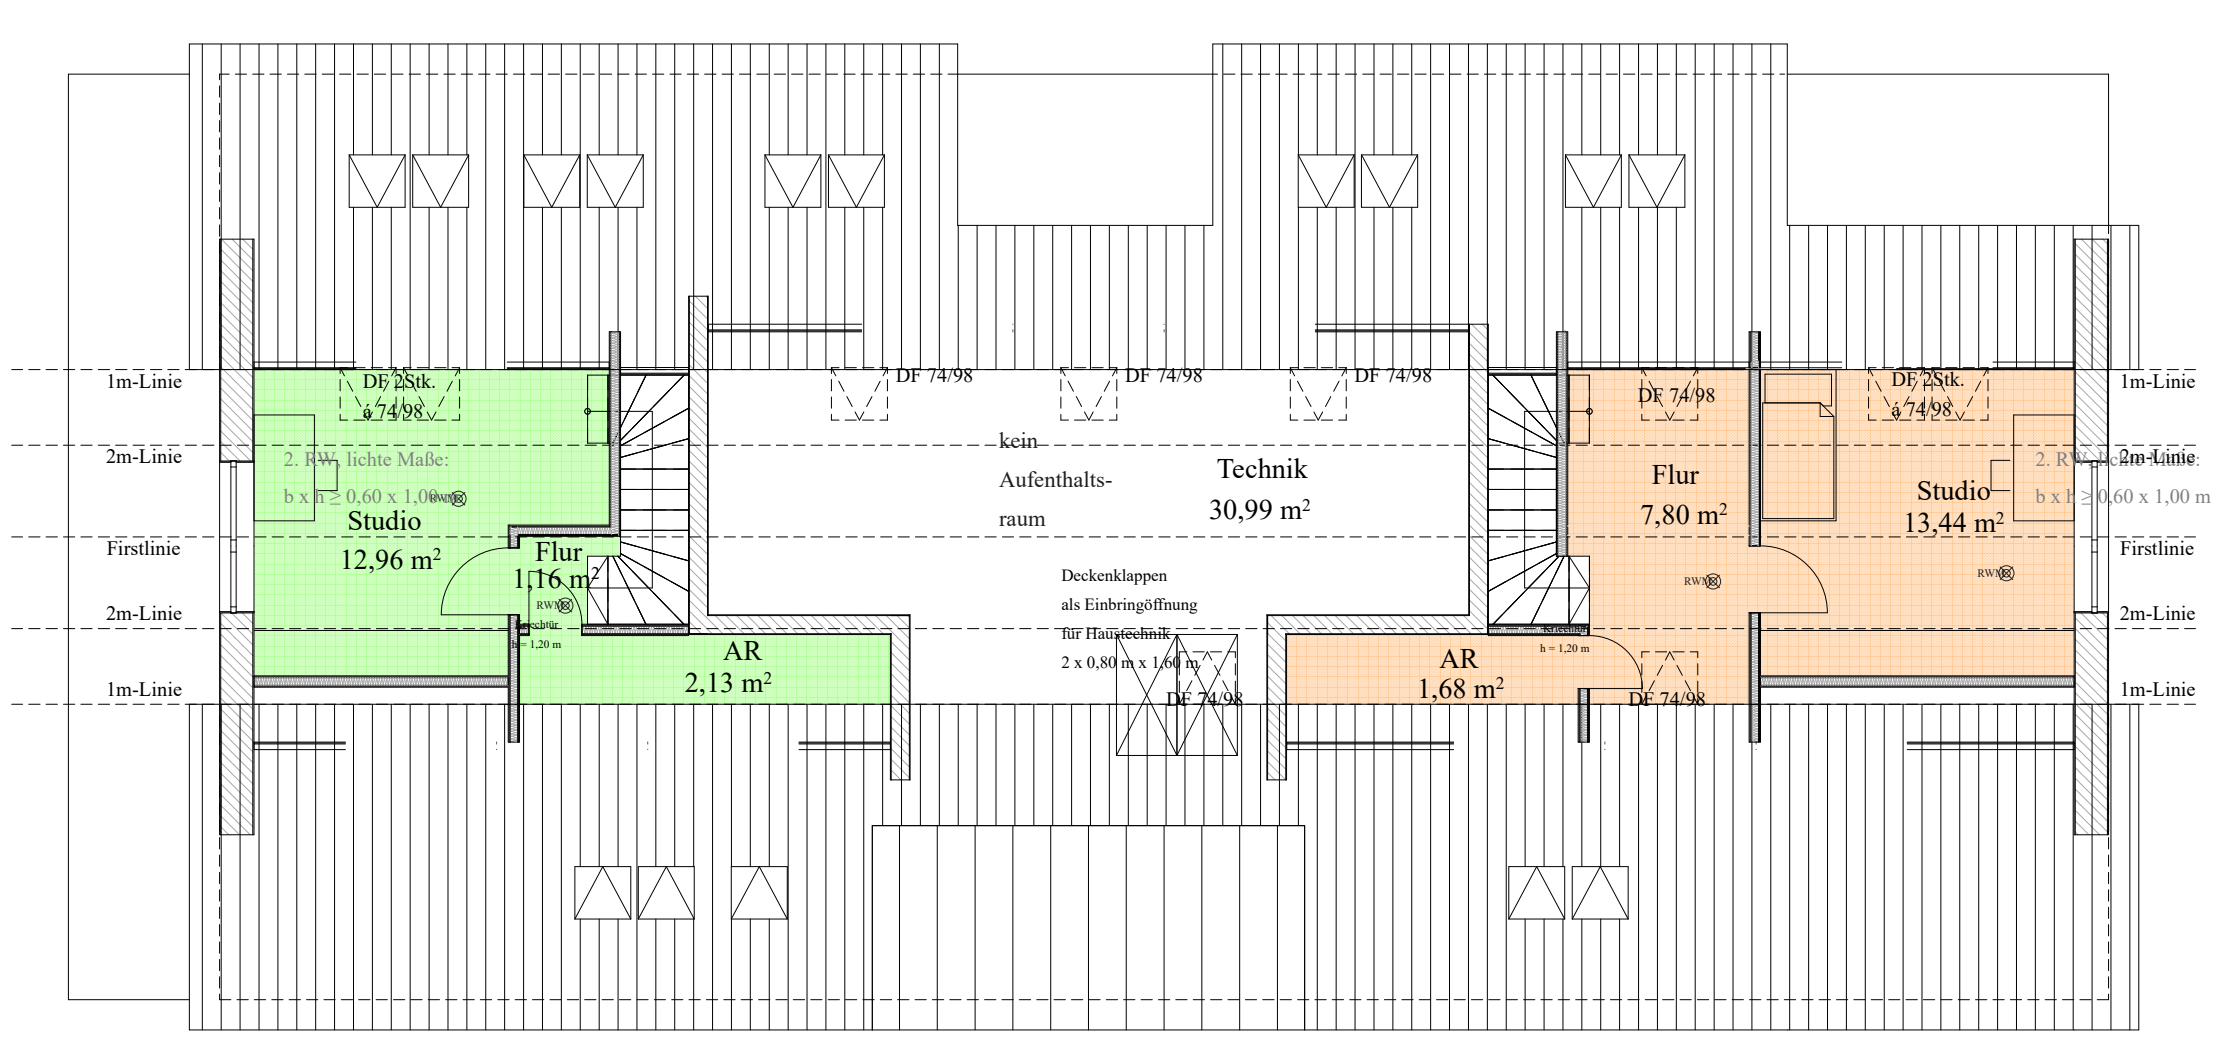 1m-Linie
2m-Linie
Firstlinie
2m-Linie
1m-Linie
DF 2Stk.
á 74/98
2. RW, lichte Maße:
b x h ≥ 0,60 x 1,00 m
RWM
Studio
12,96 m²
Flur
1,16 m²
RWM
Kriechtür
h = 1,20 m
AR
2,13 m²
DF 74/98
DF 74/98
DF 74/98
kein
Aufenthalts-
raum
Technik
30,99 m²
Deckenklappen
als Einbringöffnung
für Haustechnik
2 x 0,80 m x 1,60 m
DF 74/98
AR
1,68 m²
Kriechtür
h = 1,20 m
DF 74/98
Flur
7,80 m²
RWM
DF 74/98
DF 2Stk.
á 74/98
Studio
13,44 m²
RWM
2. RW, lichte Maße:
b x h ≥ 0,60 x 1,00 m
1m-Linie
2m-Linie
Firstlinie
2m-Linie
1m-Linie